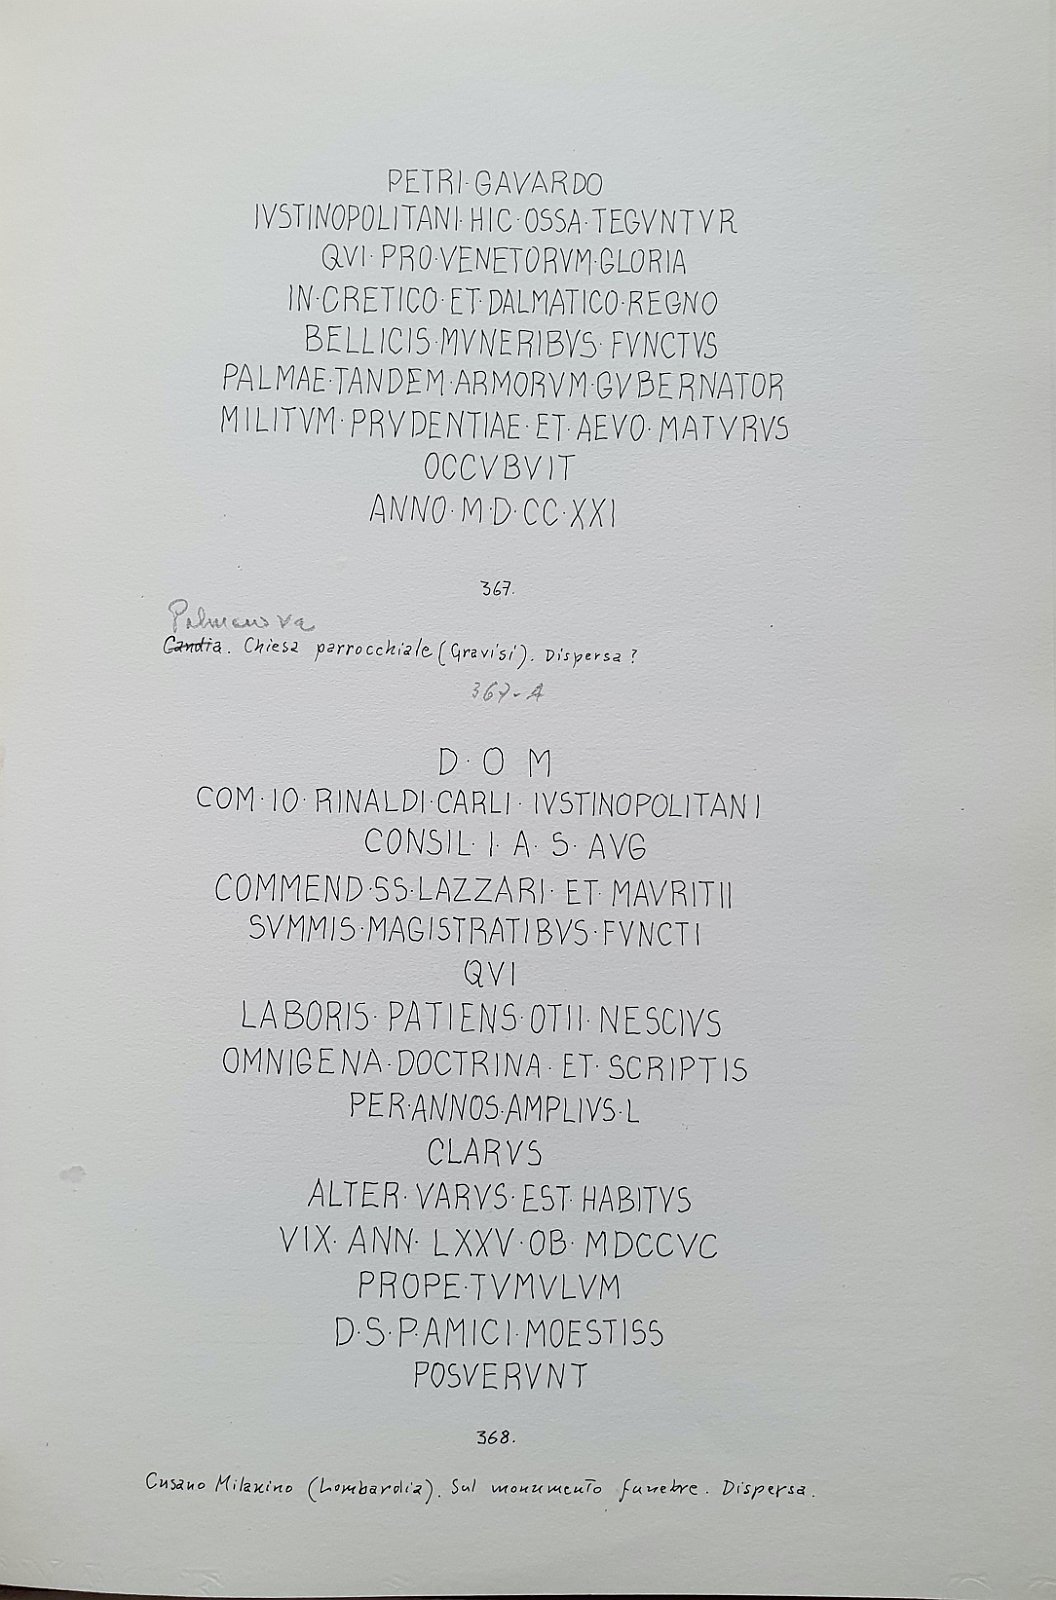 PETRI·GAVARDO
IVSTINOPOLITANI·HIC·OSSA·TEGVNTVR
QVI·PRO·VENETORVM·GLORIA
IN·CRETICO·ET·DALMATICO·REGNO
BELLICIS·MVNERIBVS·FVNCTVS
PALMAE·TANDEM·ARMORVM·GVBERNATOR
MILITVM·PRVDENTIAE·ET·AEVO·MATVRVS
OCCVBVIT
ANNO·M·D·CC·XXI
367.
Palmanova
Candia. Chiesa parrocchiale (Gravisi). Dispersa?
367-A
D·O M
COM·IO·RINALDI·CARLI·IVSTINOPOLITANI
CONSIL·I·A·S·AVG
COMMEND·SS·LAZZARI·ET·MAVRITII
SVMMIS·MAGISTRATIBVS·FVNCTI
QVI
LABORIS·PATIENS·OTII·NESCIVS
OMNIGENA·DOCTRINA·ET·SCRIPTIS
PER·ANNOS·AMPLIVS·L
CLARVS
ALTER·VARVS·EST·HABITVS
VIX·ANN·LXXV·OB·MDCCVC
PROPE·TVMVLVM
D·S·P·AMICI·MOESTISS
POSVERVNT
368.
Cusano Milanino (Lombardia). Sul monumento funebre. Dispersa.